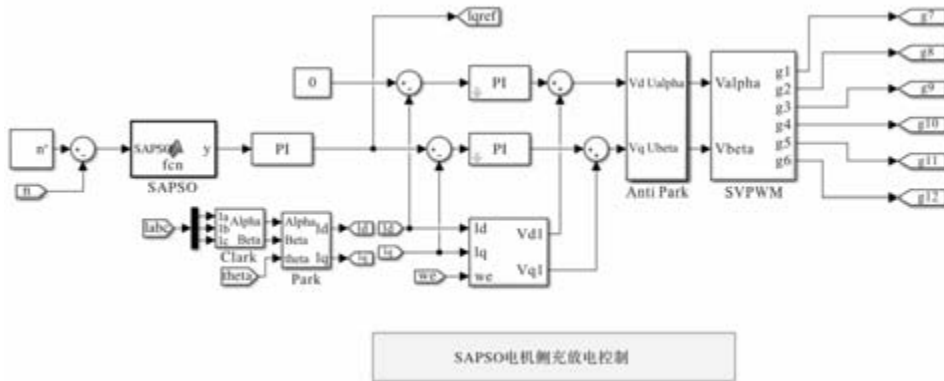 Iqref
g7
g8
g9
g10
g11
g12
0
PI
PI
Vd Ualpha
Vq Ubeta
Anti Park
Valpha
Vbeta
g1
g2
g3
g4
g5
g6
SVPWM
n*
n
SAPSO
y
fcn
SAPSO
PI
Iabc
Ia
Ib
Ic
Alpha
Beta
Clark
theta
Alpha
Beta
theta
Id
Iq
Park
Id
Iq
Id
Iq
we
Id
Iq
we
Vd1
Vq1
SAPSO电机侧充放电控制